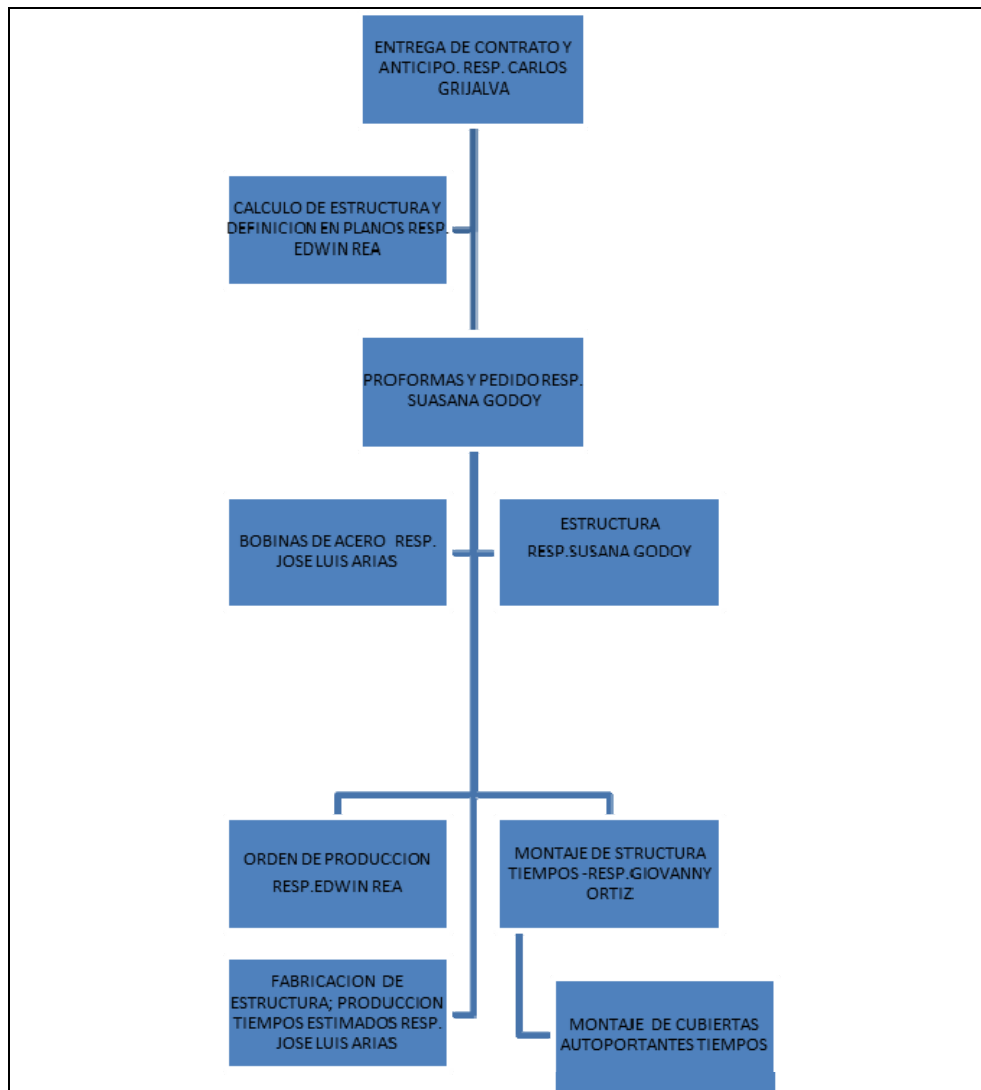 ENTREGA DE CONTRATO Y
ANTICIPO. RESP. CARLOS
GRIJALVA
CALCULO DE ESTRUCTURA Y
DEFINICION EN PLANOS RESP.
EDWIN REA
PROFORMAS Y PEDIDO RESP.
SUASANA GODOY
BOBINAS DE ACERO RESP.
JOSE LUIS ARIAS
ESTRUCTURA
RESP.SUSANA GODOY
ORDEN DE PRODUCCION
RESP.EDWIN REA
MONTAJE DE STRUCTURA
TIEMPOS -RESP.GIOVANNY
ORTIZ
FABRICACION DE
ESTRUCTURA; PRODUCCION
TIEMPOS ESTIMADOS RESP.
JOSE LUIS ARIAS
MONTAJE DE CUBIERTAS
AUTOPORTANTES TIEMPOS